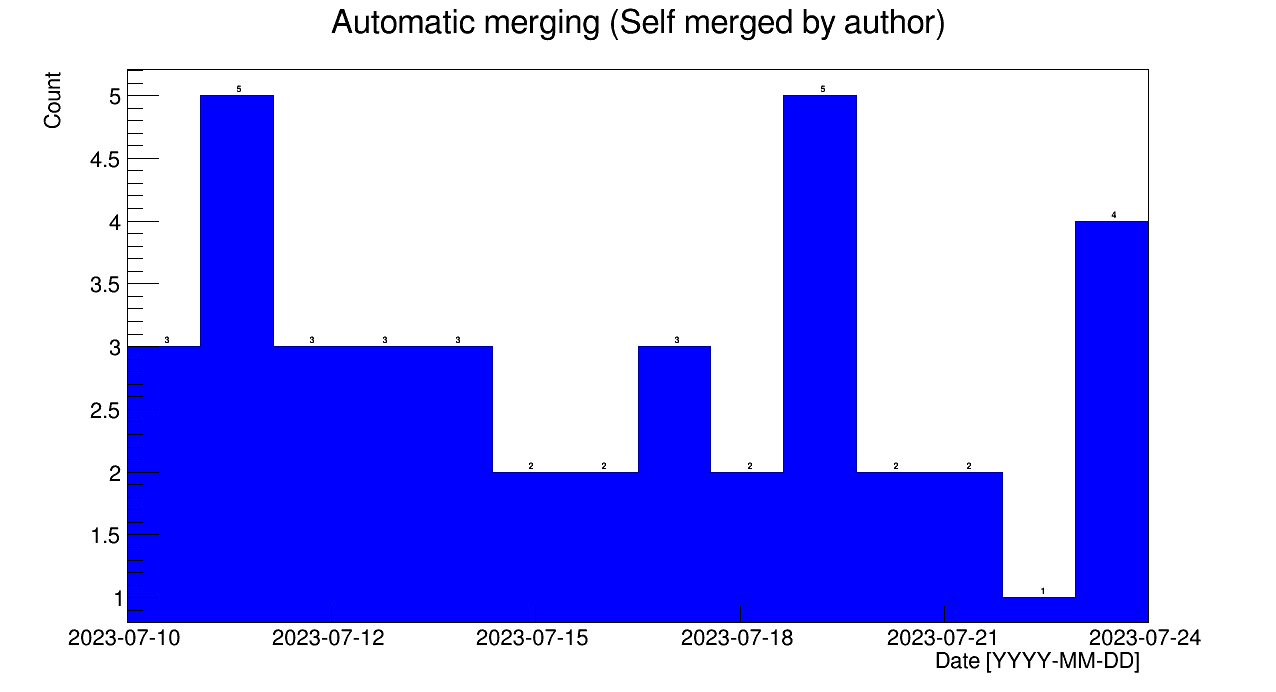 Automatic merging (Self merged by author)
Count
5
4.5
4
3.5
3
2.5
2
1.5
1
3 5 3 3 3 2 2 3 2 5 2 2 1 4
2023-07-10 2023-07-12 2023-07-15 2023-07-18 2023-07-21 2023-07-24
Date [YYYY-MM-DD]